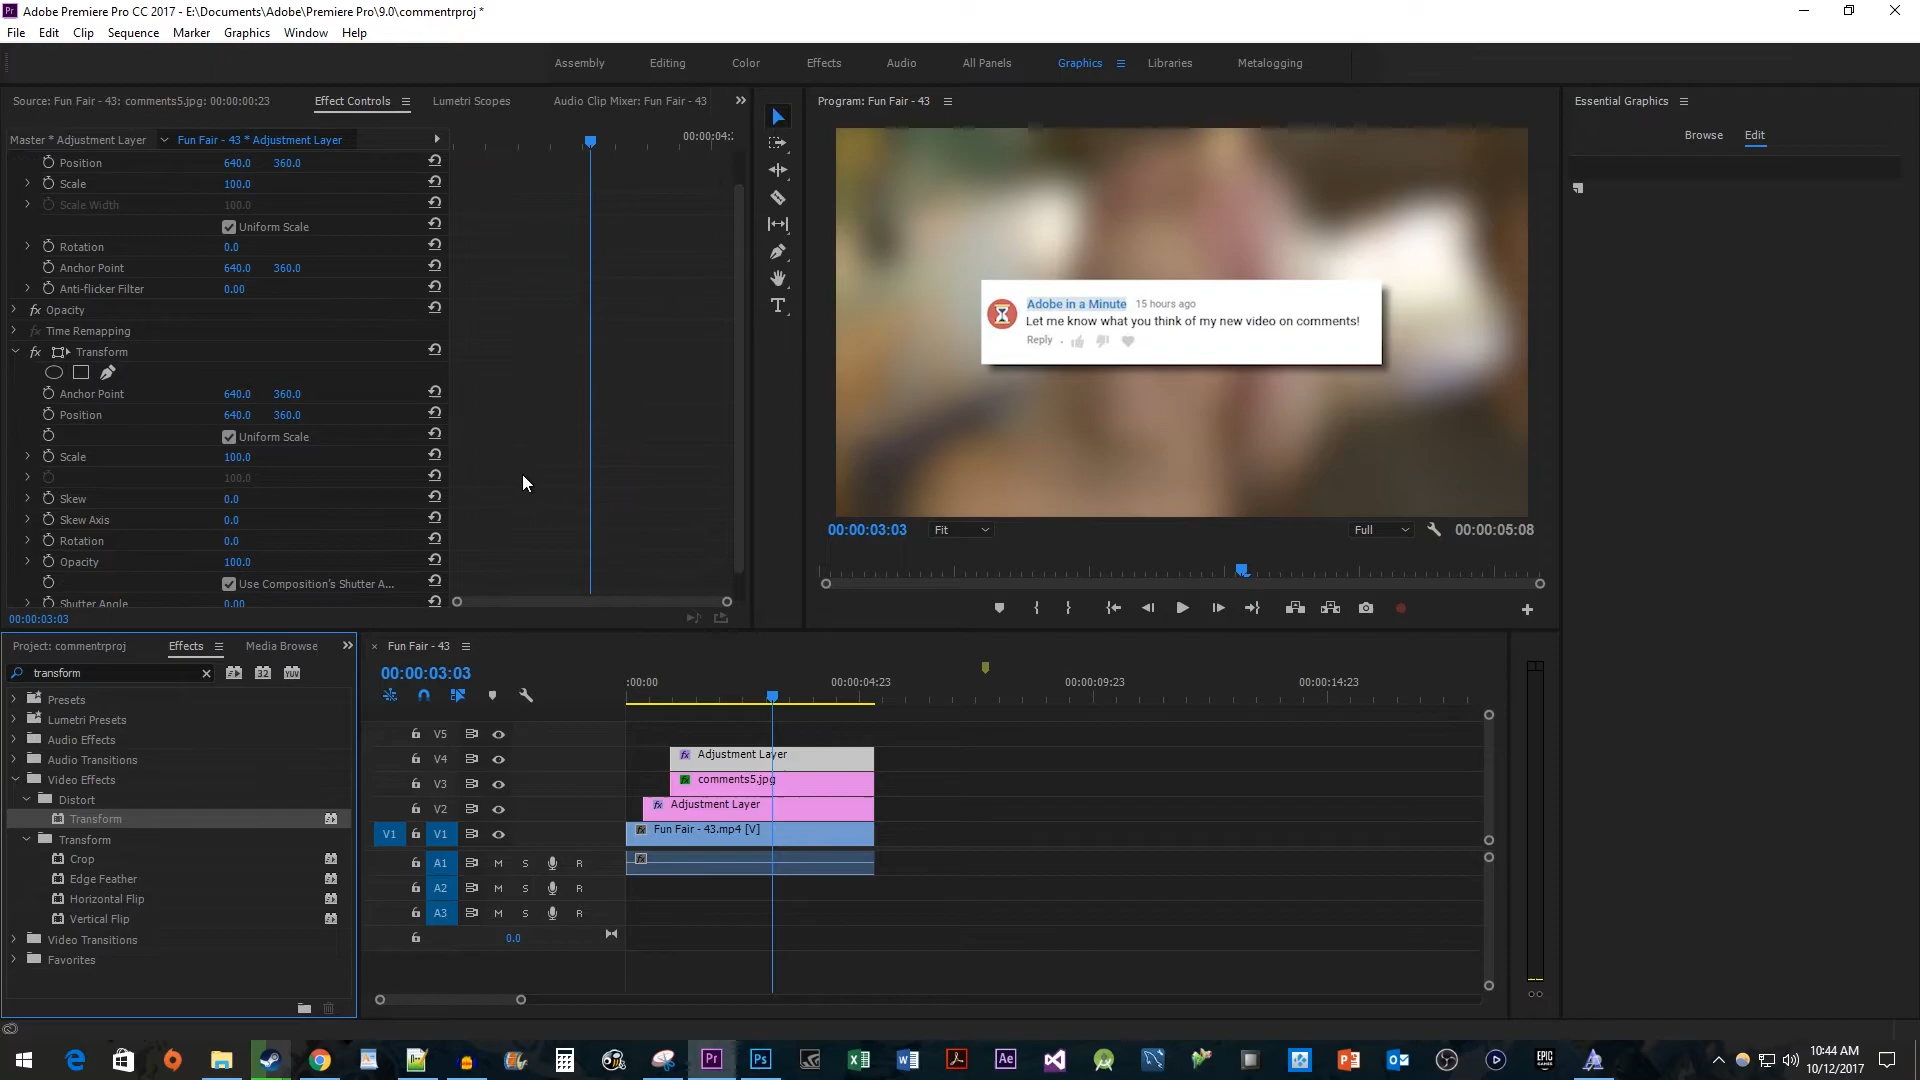 Adobe Premiere Pro CC 2017 - E:\Documents\Adobe\Premiere Pro\9.0\commentrproj *
File Edit Clip Sequence Marker Graphics Window Help
Assembly Editing Color Effects Audio All Panels Graphics Libraries Metalogging
Source: Fun Fair - 43: comments5.jpg: 00:00:00:23 Effect Controls Lumetri Scopes Audio Clip Mixer: Fun Fair - 43
Master * Adjustment Layer Fun Fair - 43 * Adjustment Layer
00:00:04:
Position 640.0 360.0
Scale 100.0
Scale Width 100.0
Uniform Scale
Rotation 0.0
Anchor Point 640.0 360.0
Anti-flicker Filter 0.00
fx Opacity
fx Time Remapping
fx Transform
Anchor Point 640.0 360.0
Position 640.0 360.0
Uniform Scale
Scale 100.0
100.0
Skew 0.0
Skew Axis 0.0
Rotation 0.0
Opacity 100.0
Use Composition's Shutter A...
Shutter Angle 0.00
00:00:03:03
Program: Fun Fair - 43
Adobe in a Minute 15 hours ago
Let me know what you think of my new video on comments!
Reply
00:00:03:03 Fit Full 00:00:05:08
Essential Graphics
Browse Edit
Project: commentrproj Effects Media Browse
transform
32 YUV
Presets
Lumetri Presets
Audio Effects
Audio Transitions
Video Effects
Distort
Transform
Transform
Crop
Edge Feather
Horizontal Flip
Vertical Flip
Video Transitions
Favorites
Fun Fair - 43
00:00:03:03
:00:00 00:00:04:23 00:00:09:23 00:00:14:23
V5
V4 fx Adjustment Layer
V3 fx comments5.jpg
V2 fx Adjustment Layer
V1 V1 fx Fun Fair - 43.mp4 [V]
A1 M S R fx
A2 M S R
A3 M S R
0.0
10:44 AM
10/12/2017